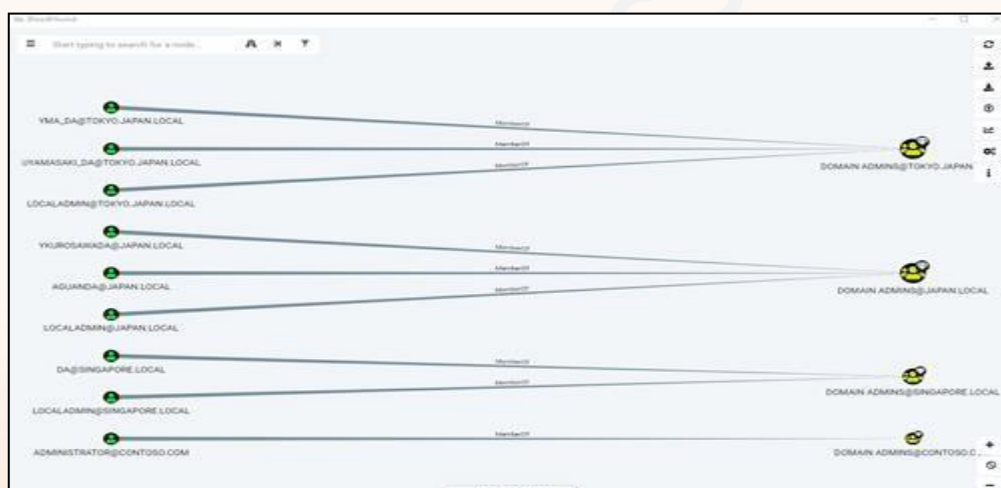 BloodHound
Start typing to search for a node...
A
YMA_DA@TOKYO.JAPAN.LOCAL
MemberOf
UYAMASAKI_DA@TOKYO.JAPAN.LOCAL
MemberOf
DOMAIN ADMINS@TOKYO.JAPAN
LOCALADMIN@TOKYO.JAPAN.LOCAL
MemberOf
YKUROSAWADA@JAPAN.LOCAL
MemberOf
AGUANDA@JAPAN.LOCAL
MemberOf
DOMAIN ADMINS@JAPAN.LOCAL
LOCALADMIN@JAPAN.LOCAL
MemberOf
DA@SINGAPORE.LOCAL
MemberOf
LOCALADMIN@SINGAPORE.LOCAL
MemberOf
DOMAIN ADMINS@SINGAPORE.LOCAL
ADMINISTRATOR@CONTOSO.COM
MemberOf
DOMAIN ADMINS@CONTOSO.C...